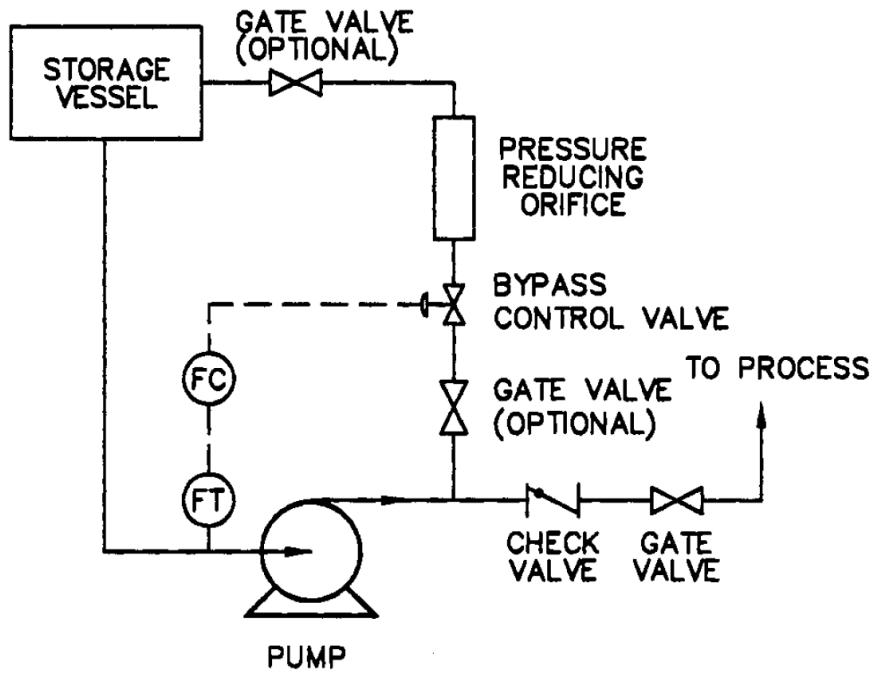 GATE VALVE
(OPTIONAL)
STORAGE
VESSEL
PRESSURE
REDUCING
ORIFICE
BYPASS
CONTROL VALVE
FC
GATE VALVE
(OPTIONAL)
TO PROCESS
FT
CHECK
VALVE
GATE
VALVE
PUMP